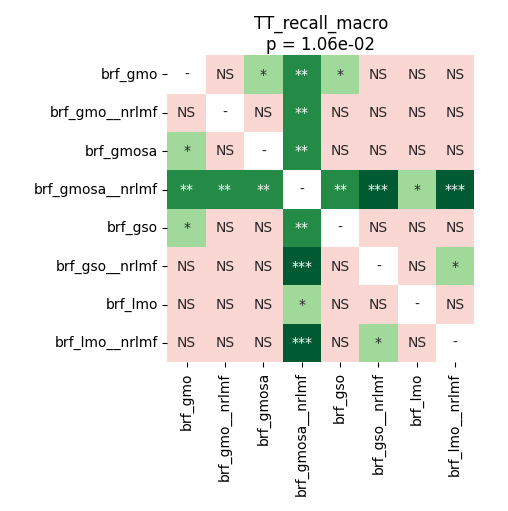 TT_recall_macro
p = 1.06e-02
brf_gmo - NS * ** * NS NS NS
brf_gmo__nrlmf NS - NS ** NS NS NS NS
brf_gmosa * NS - ** NS NS NS NS
brf_gmosa__nrlmf ** ** ** - ** *** * ***
brf_gso * NS NS ** - NS NS NS
brf_gso__nrlmf NS NS NS *** NS - NS *
brf_lmo NS NS NS * NS NS - NS
brf_lmo__nrlmf NS NS NS *** NS * NS -
brf_gmo
brf_gmo__nrlmf
brf_gmosa
brf_gmosa__nrlmf
brf_gso
brf_gso__nrlmf
brf_lmo
brf_lmo__nrlmf